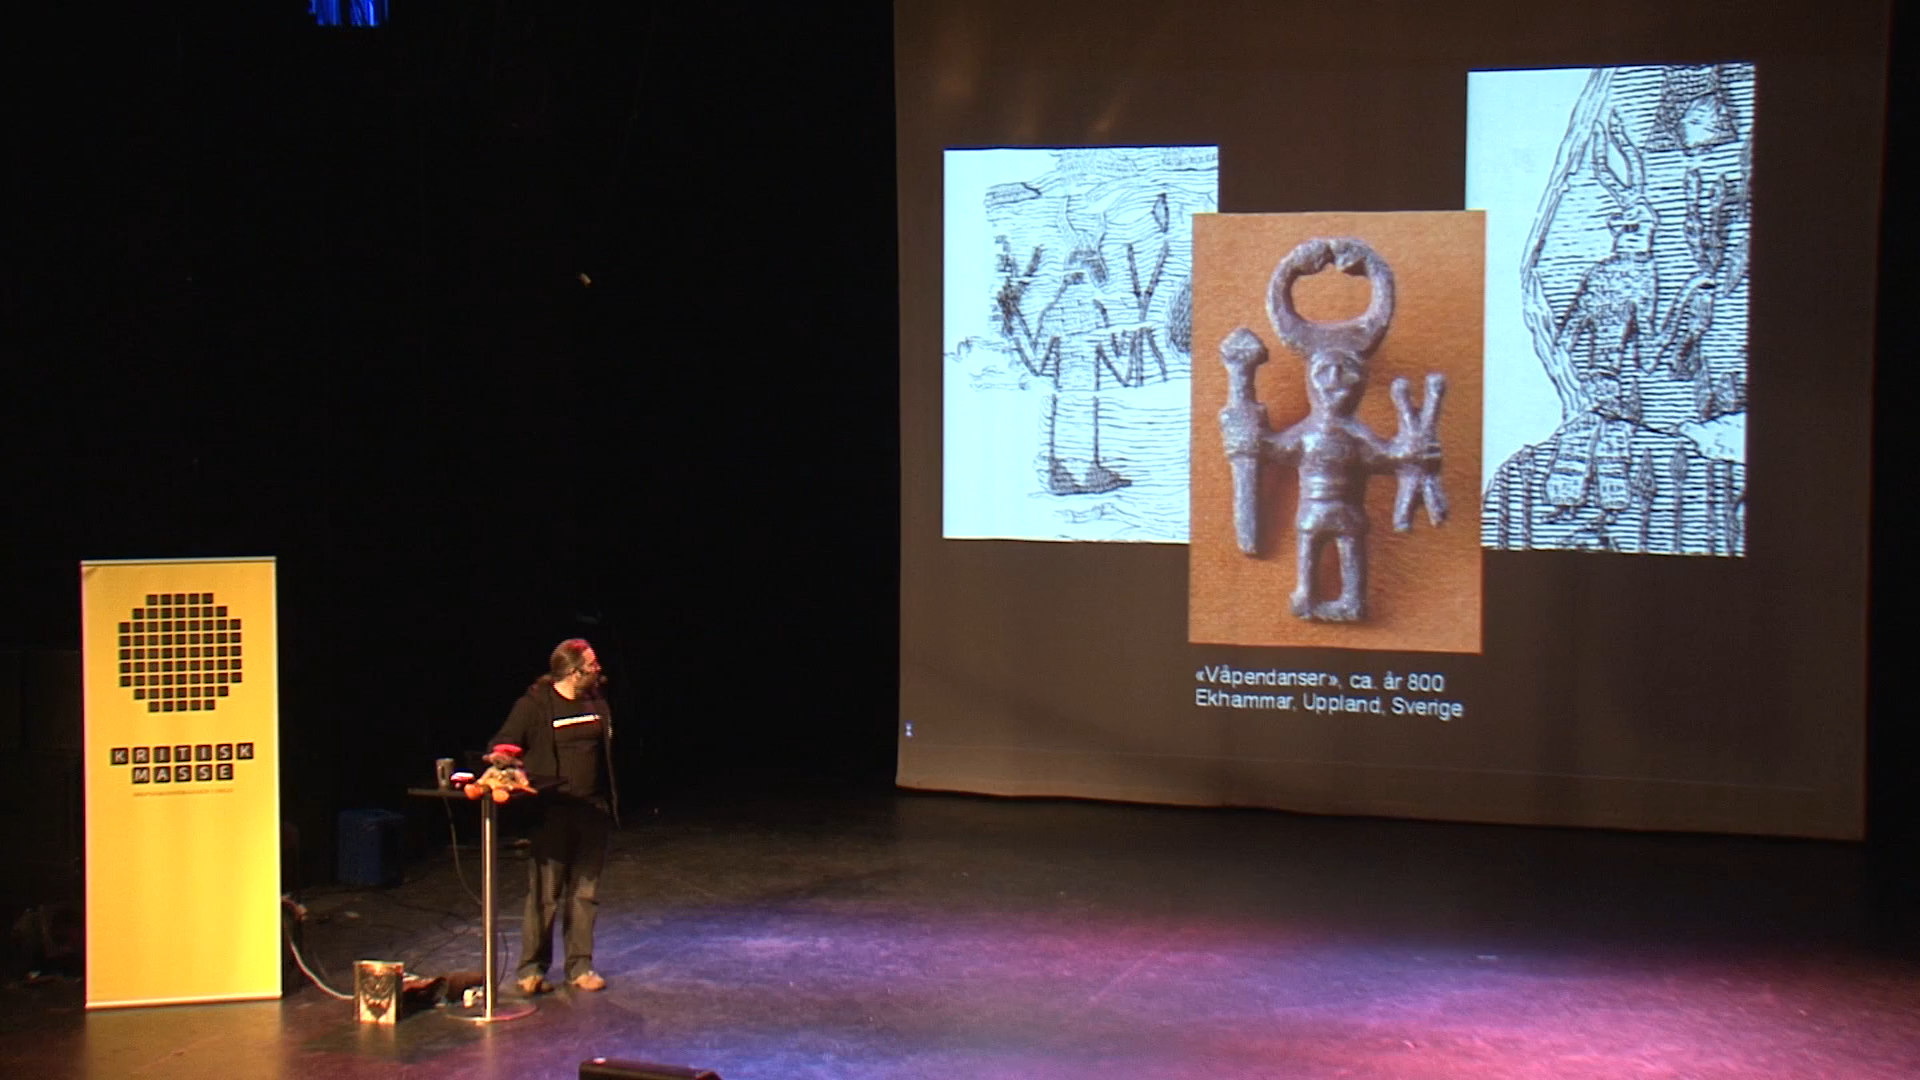 KRITISK
MASSE
«Våpendanser», ca. år 800
Ekhammar, Uppland, Sverige